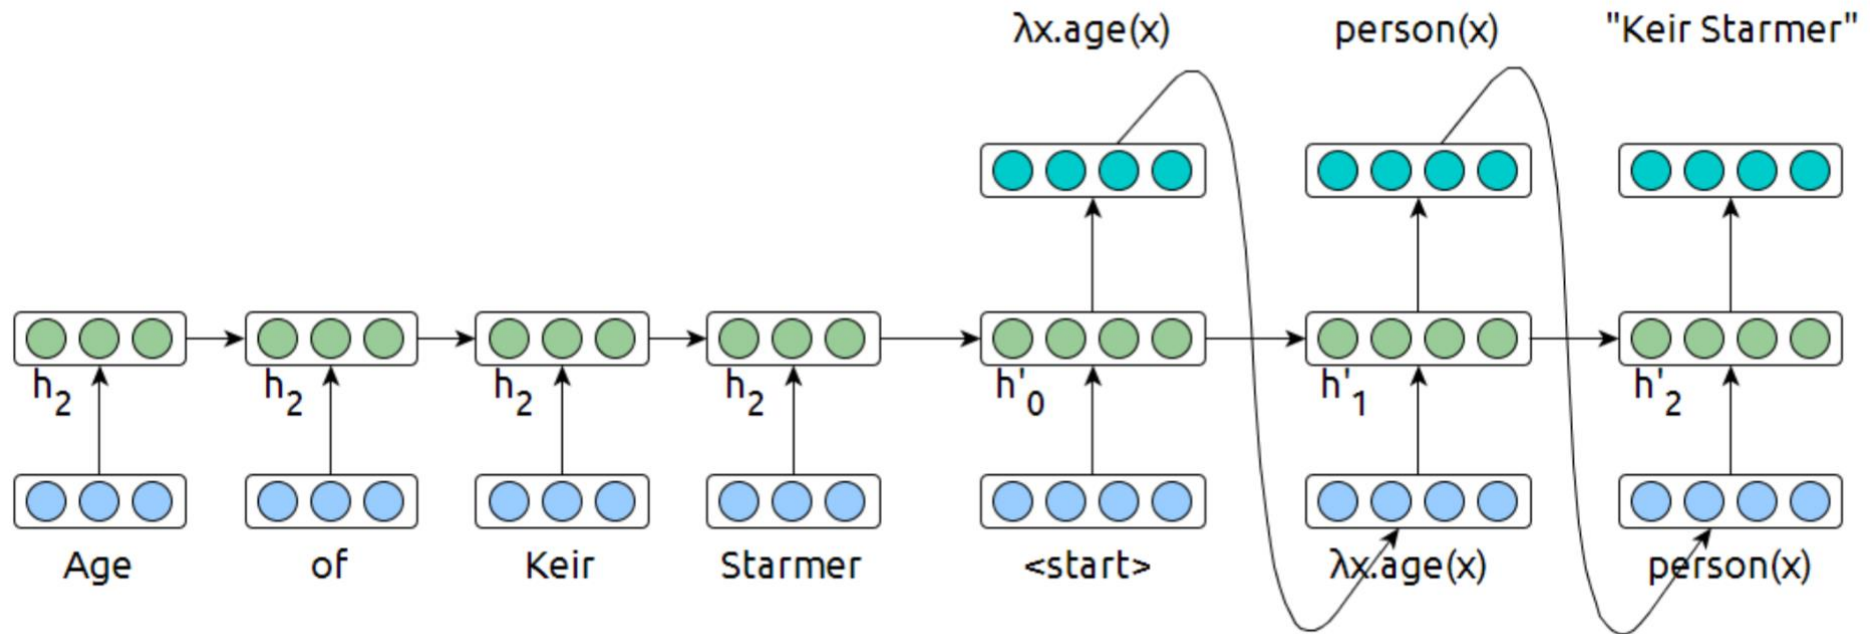 λx.age(x) person(x) "Keir Starmer"
h2 h2 h2 h2 h'0 h'1 h'2
Age of Keir Starmer <start> λx.age(x) person(x)